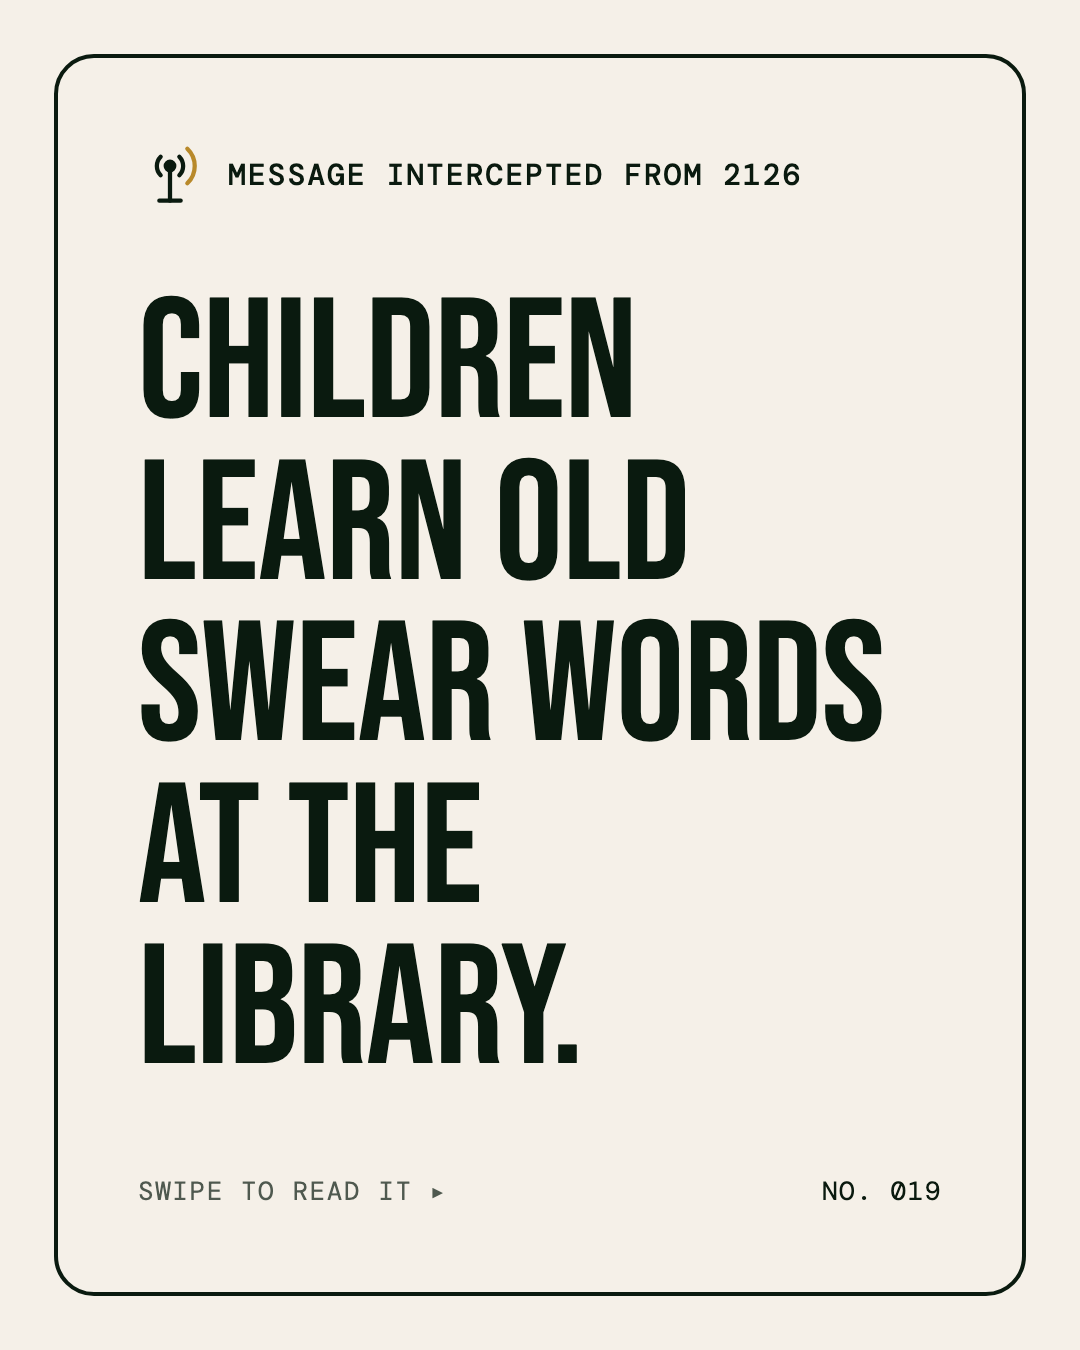 MESSAGE INTERCEPTED FROM 2126
CHILDREN
LEARN OLD
SWEAR WORDS
AT THE
LIBRARY.
SWIPE TO READ IT ▸
NO. 019